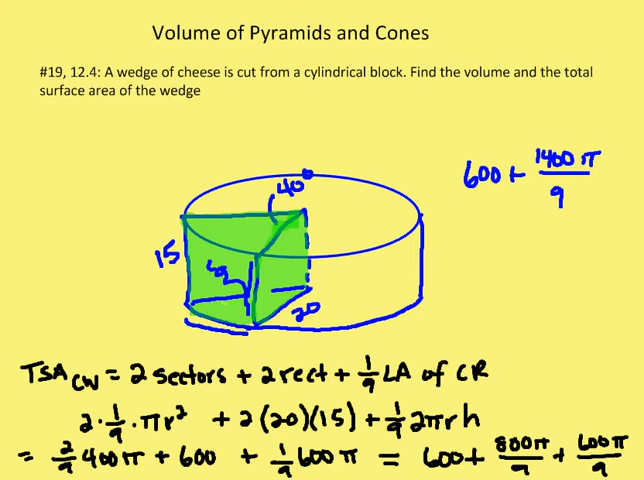 Volume of Pyramids and Cones
#19, 12.4: A wedge of cheese is cut from a cylindrical block. Find the volume and the total
surface area of the wedge
600 + 1400π/9
40°
15
20
TSA CW = 2 sectors + 2 rect + 1/9 LA of CR
2 · 1/9 · πr² + 2(20)(15) + 1/9 2πrh
= 2/9 400π + 600 + 1/9 600π = 600 + 800π/9 + 600π/9